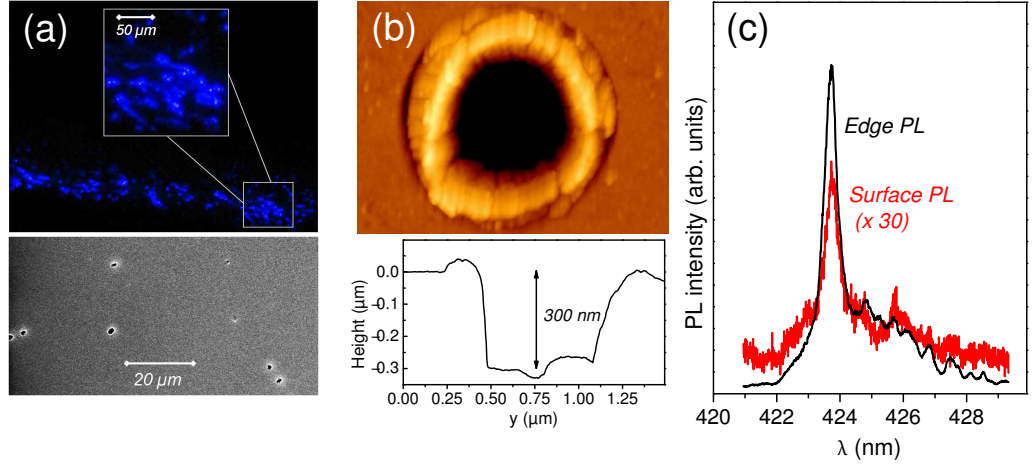 (a)
50 µm
20 µm
(b)
0.0
-0.1
-0.2
-0.3
Height (µm)
300 nm
0.00 0.25 0.50 0.75 1.00 1.25
y (µm)
(c)
PL intensity (arb. units)
Edge PL
Surface PL
(x 30)
420 422 424 426 428
λ (nm)